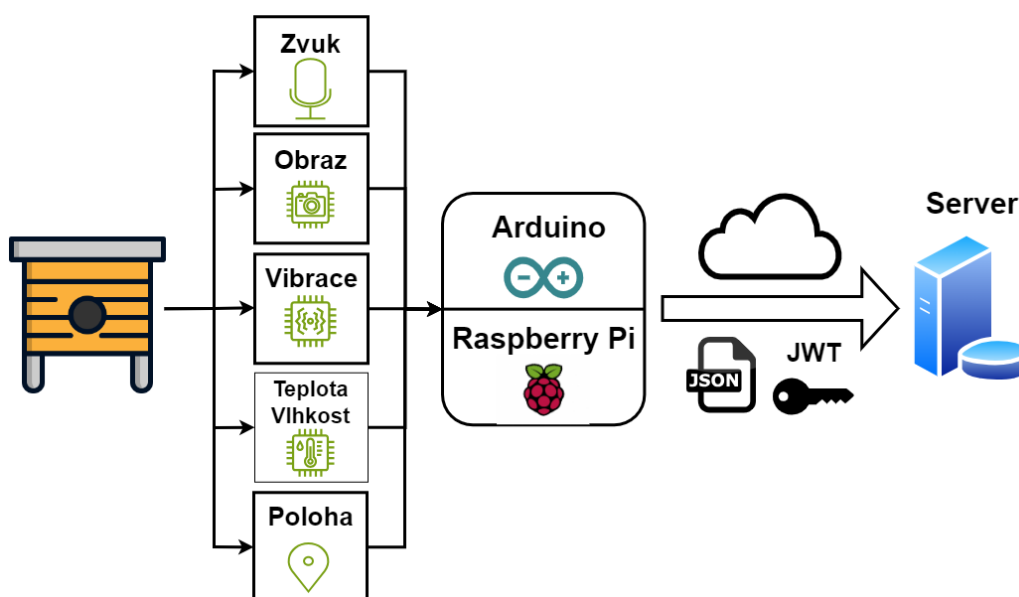 Zvuk
Obraz
Vibrace
Teplota
Vlhkost
Poloha
Arduino
Raspberry Pi
JSON
JWT
Server